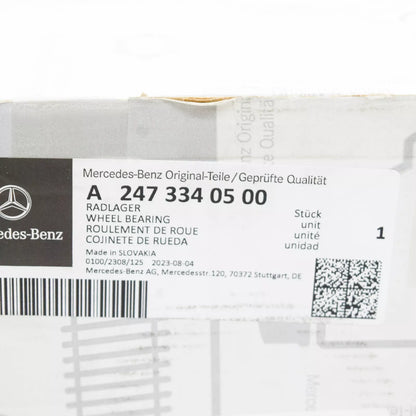 Mercedes-Benz Original-Teile/Geprüfte Qualität
A 247 334 05 00
RADLAGER
WHEEL BEARING
ROULEMENT DE ROUE
COJINETE DE RUEDA
Stück
unit
unité
unidad
1
Made in SLOVAKIA
0100/2308/125 2023-08-04
Mercedes-Benz AG, Mercedesstr. 120, 70372 Stuttgart, DE
edes-Benz